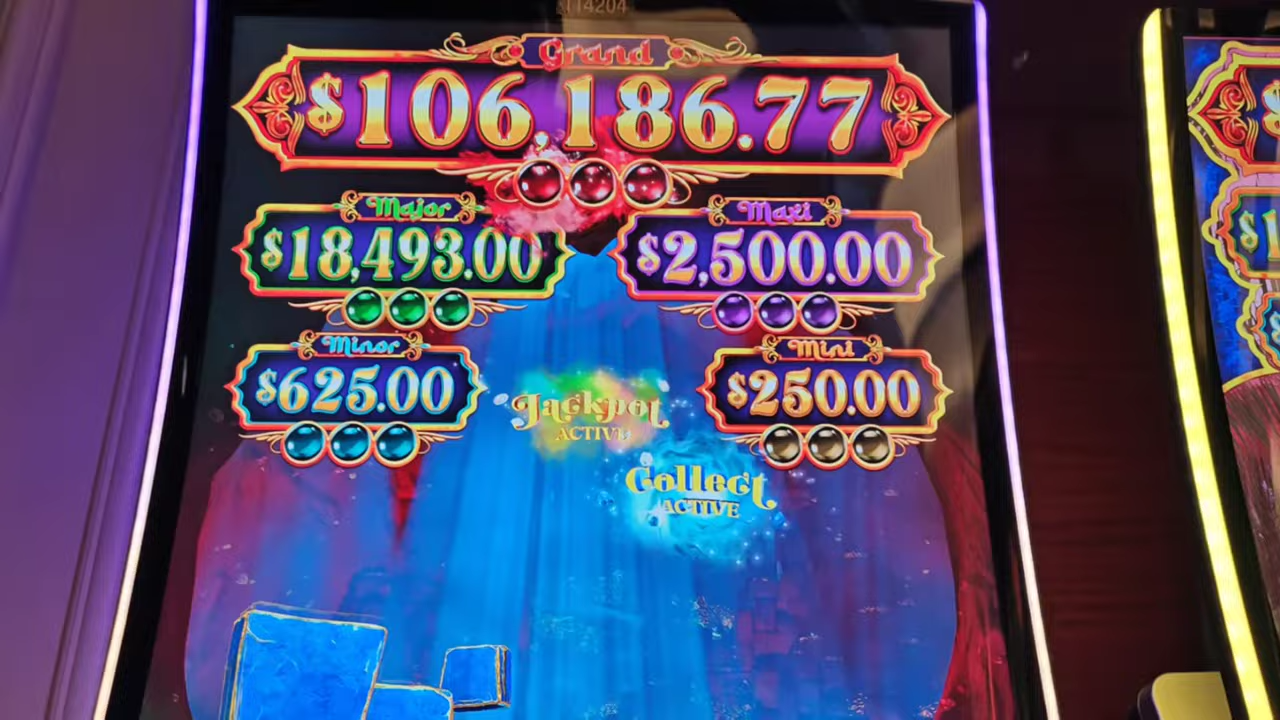 114204
Grand
$106,186.77
Major
$18,493.00
Maxi
$2,500.00
Minor
$625.00
Mini
$250.00
Jackpot
ACTIVE
Collect
ACTIVE